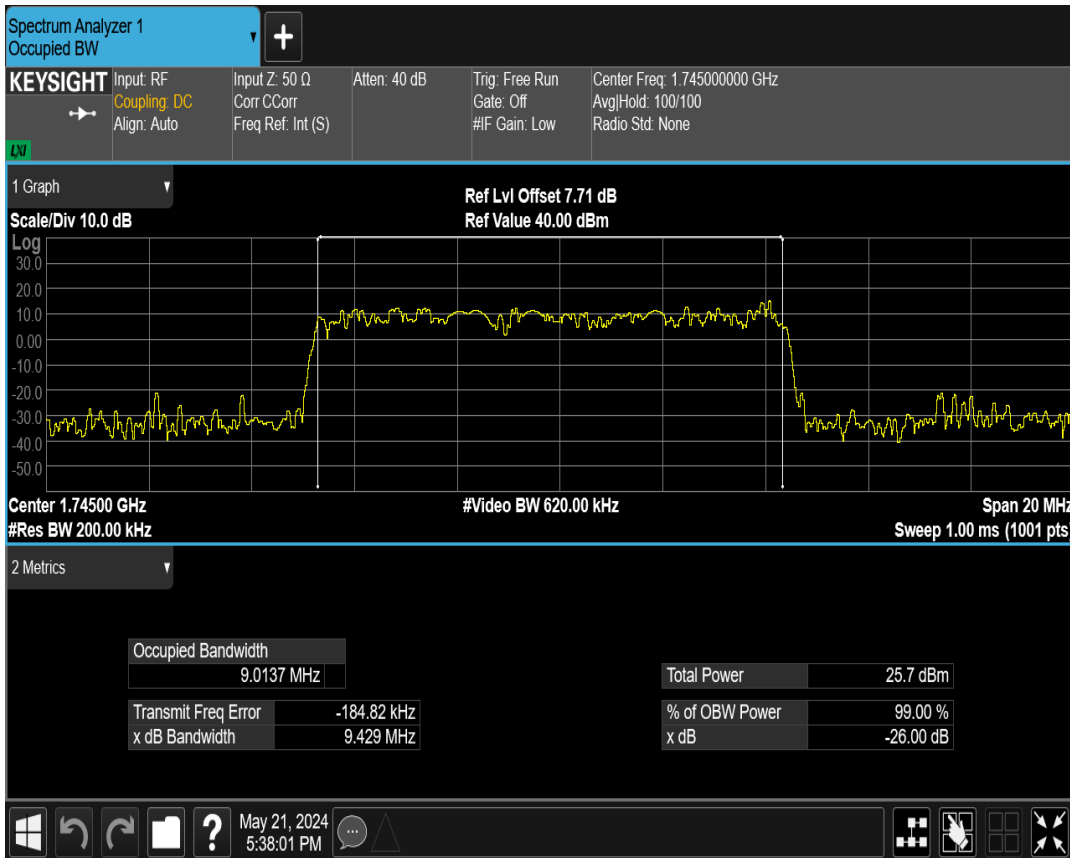 Spectrum Analyzer 1
Occupied BW
KEYSIGHT
LXI
Input: RF
Coupling: DC
Align: Auto
Input Z: 50 Ω
Corr CCorr
Freq Ref: Int (S)
Atten: 40 dB
Trig: Free Run
Gate: Off
#IF Gain: Low
Center Freq: 1.745000000 GHz
Avg|Hold: 100/100
Radio Std: None
1 Graph
Scale/Div 10.0 dB
Ref Lvl Offset 7.71 dB
Ref Value 40.00 dBm
Log
30.0
20.0
10.0
0.00
-10.0
-20.0
-30.0
-40.0
-50.0
Center 1.74500 GHz
#Video BW 620.00 kHz
Span 20 MHz
#Res BW 200.00 kHz
Sweep 1.00 ms (1001 pts)
2 Metrics
Occupied Bandwidth
9.0137 MHz
Total Power 25.7 dBm
Transmit Freq Error -184.82 kHz
% of OBW Power 99.00 %
x dB Bandwidth 9.429 MHz
x dB -26.00 dB
May 21, 2024
5:38:01 PM